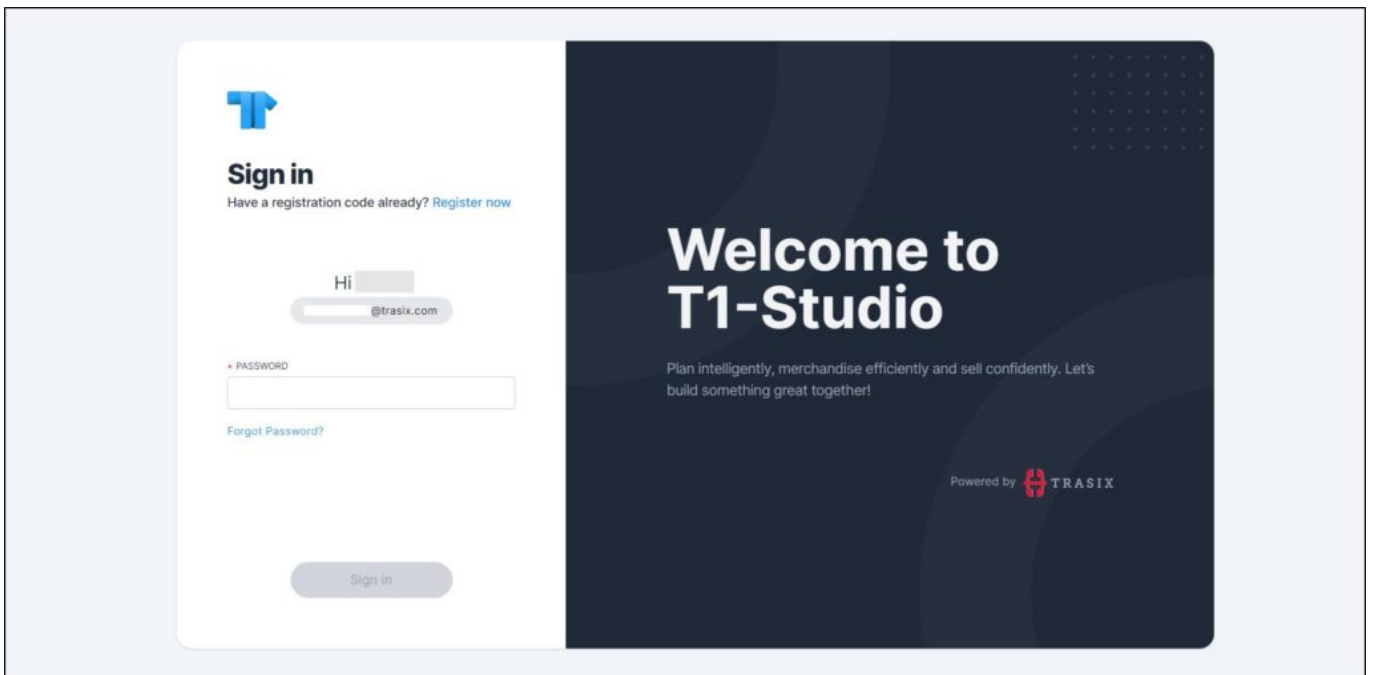 Sign in
Have a registration code already? Register now
Hi
@trasix.com
* PASSWORD
Forgot Password?
Sign in
Welcome to
T1-Studio
Plan intelligently, merchandise efficiently and sell confidently. Let's
build something great together!
Powered by TRASIX